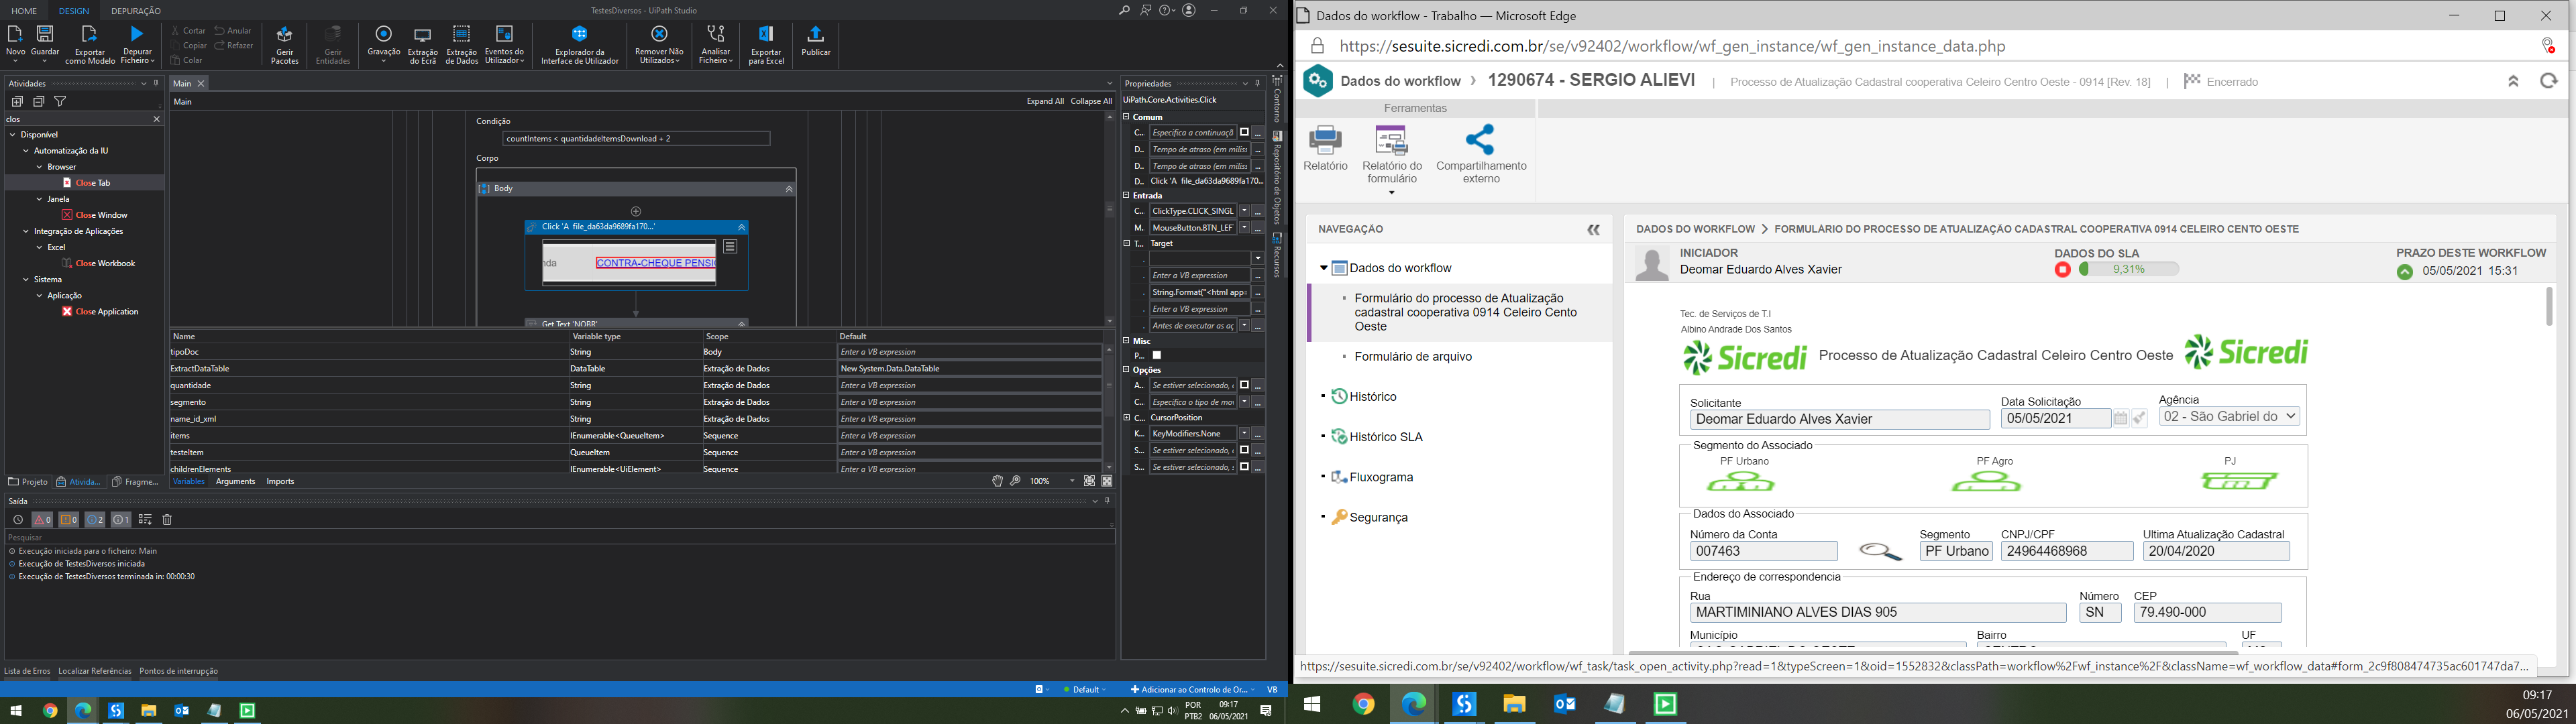 HOME
DESIGN
DEPURAÇÃO
TestesDiversos - UiPath Studio
Novo
Guardar
Exportar como Modelo
Depurar Ficheiro
Cortar
Copiar
Colar
Anular
Refazer
Gerir Pacotes
Gerir Entidades
Gravação
Extração do Ecrã
Extração de Dados
Eventos do Utilizador
Explorador da Interface de Utilizador
Remover Não Utilizados
Analisar Ficheiro
Exportar para Excel
Publicar
Atividades
clos
Disponível
Automatização da IU
Browser
Close Tab
Janela
Close Window
Integração de Aplicações
Excel
Close Workbook
Sistema
Aplicação
Close Application
Projeto
Ativida...
Fragme...
Main
Main
Expand All
Collapse All
Condição
countIntems < quantidadeItemsDownload + 2
Corpo
Body
Click 'A file_da63da9689fa170...'
nda
CONTRA-CHEQUE PENSIO
Get Text 'NOBR'
Name Variable type Scope Default
tipoDoc String Body Enter a VB expression
ExtractDataTable DataTable Extração de Dados New System.Data.DataTable
quantidade String Extração de Dados Enter a VB expression
segmento String Extração de Dados Enter a VB expression
name_id_xml String Extração de Dados Enter a VB expression
items IEnumerable<QueueItem> Sequence Enter a VB expression
testeItem QueueItem Sequence Enter a VB expression
childrenElements IEnumerable<UiElement> Sequence Enter a VB expression
Variables
Arguments
Imports
100%
Propriedades
UiPath.Core.Activities.Click
Comum
C.. Especifica a continuaçã
D.. Tempo de atraso (em milis
D.. Tempo de atraso (em milis
D.. Click 'A file_da63da9689fa170...
Entrada
C.. ClickType.CLICK_SINGL
M. MouseButton.BTN_LEF
T... Target
Enter a VB expression
String.Format("<html app=
Enter a VB expression
Antes de executar as aç
Misc
P...
Opções
A... Se estiver selecionado, 
C... Especifica o tipo de mo
C... CursorPosition
K... KeyModifiers.None
S... Se estiver selecionado, 
S... Se estiver selecionado, 
Contorno
Repositório de Objetos
Recursos
Saída
0
0
2
1
Pesquisar
Execução iniciada para o ficheiro: Main
Execução de TestesDiversos iniciada
Execução de TestesDiversos terminada in: 00:00:30
Lista de Erros
Localizar Referências
Pontos de interrupção
Default
Adicionar ao Controlo de Or...
VB
POR
PTB2
09:17
06/05/2021
Dados do workflow - Trabalho — Microsoft Edge
https://sesuite.sicredi.com.br/se/v92402/workflow/wf_gen_instance/wf_gen_instance_data.php
Dados do workflow > 1290674 - SERGIO ALIEVI | Processo de Atualização Cadastral cooperativa Celeiro Centro Oeste - 0914 [Rev. 18] | Encerrado
Ferramentas
Relatório
Relatório do formulário
Compartilhamento externo
NAVEGAÇÃO
Dados do workflow
Formulário do processo de Atualização
cadastral cooperativa 0914 Celeiro Cento
Oeste
Formulário de arquivo
Histórico
Histórico SLA
Fluxograma
Segurança
DADOS DO WORKFLOW > FORMULÁRIO DO PROCESSO DE ATUALIZAÇÃO CADASTRAL COOPERATIVA 0914 CELEIRO CENTO OESTE
INICIADOR
Deomar Eduardo Alves Xavier
DADOS DO SLA
9,31%
PRAZO DESTE WORKFLOW
05/05/2021 15:31
Tec. de Serviços de T.I
Albino Andrade Dos Santos
Sicredi
Processo de Atualização Cadastral Celeiro Centro Oeste
Sicredi
Solicitante
Deomar Eduardo Alves Xavier
Data Solicitação
05/05/2021
Agência
02 - São Gabriel do
Segmento do Associado
PF Urbano
PF Agro
PJ
Dados do Associado
Número da Conta
007463
Segmento
PF Urbano
CNPJ/CPF
24964468968
Ultima Atualização Cadastral
20/04/2020
Endereço de correspondencia
Rua
MARTIMINIANO ALVES DIAS 905
Número
SN
CEP
79.490-000
Município
Bairro
UF
https://sesuite.sicredi.com.br/se/v92402/workflow/wf_task/task_open_activity.php?read=1&typeScreen=1&oid=1552832&classPath=workflow%2Fwf_instance%2F&className=wf_workflow_data#form_2c9f808474735ac601747da7...
09:17
06/05/2021